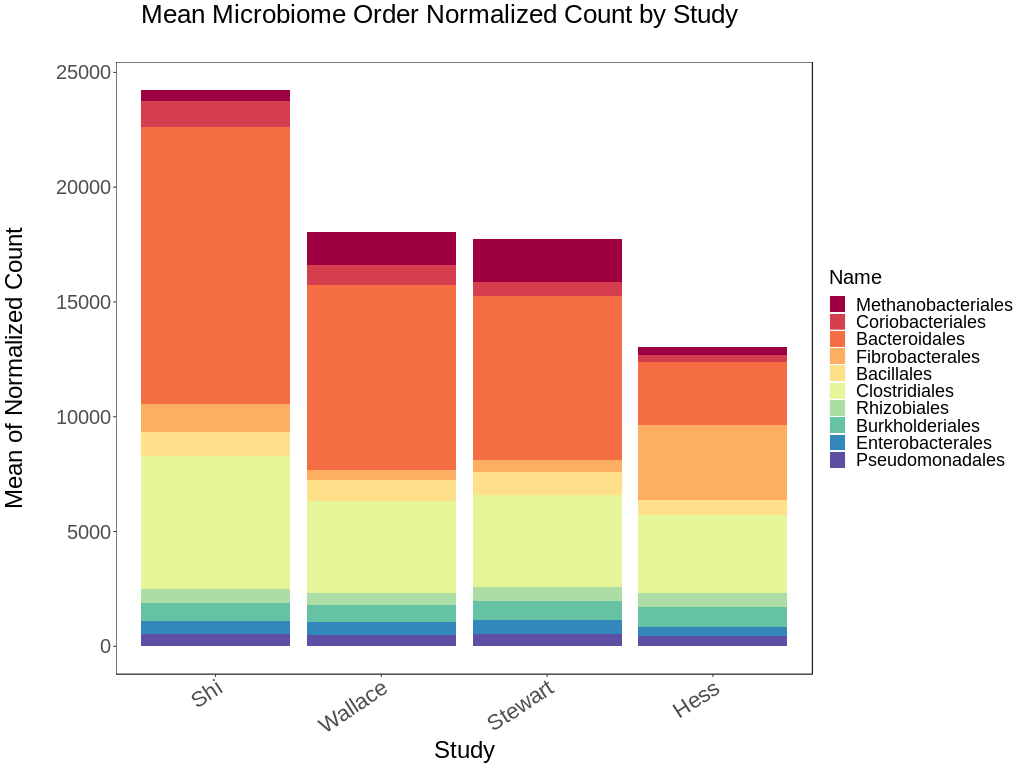 Mean Microbiome Order Normalized Count by Study
25000
20000
15000
10000
5000
0
Mean of Normalized Count
Shi
Wallace
Stewart
Hess
Study
Name
Methanobacteriales
Coriobacteriales
Bacteroidales
Fibrobacterales
Bacillales
Clostridiales
Rhizobiales
Burkholderiales
Enterobacterales
Pseudomonadales